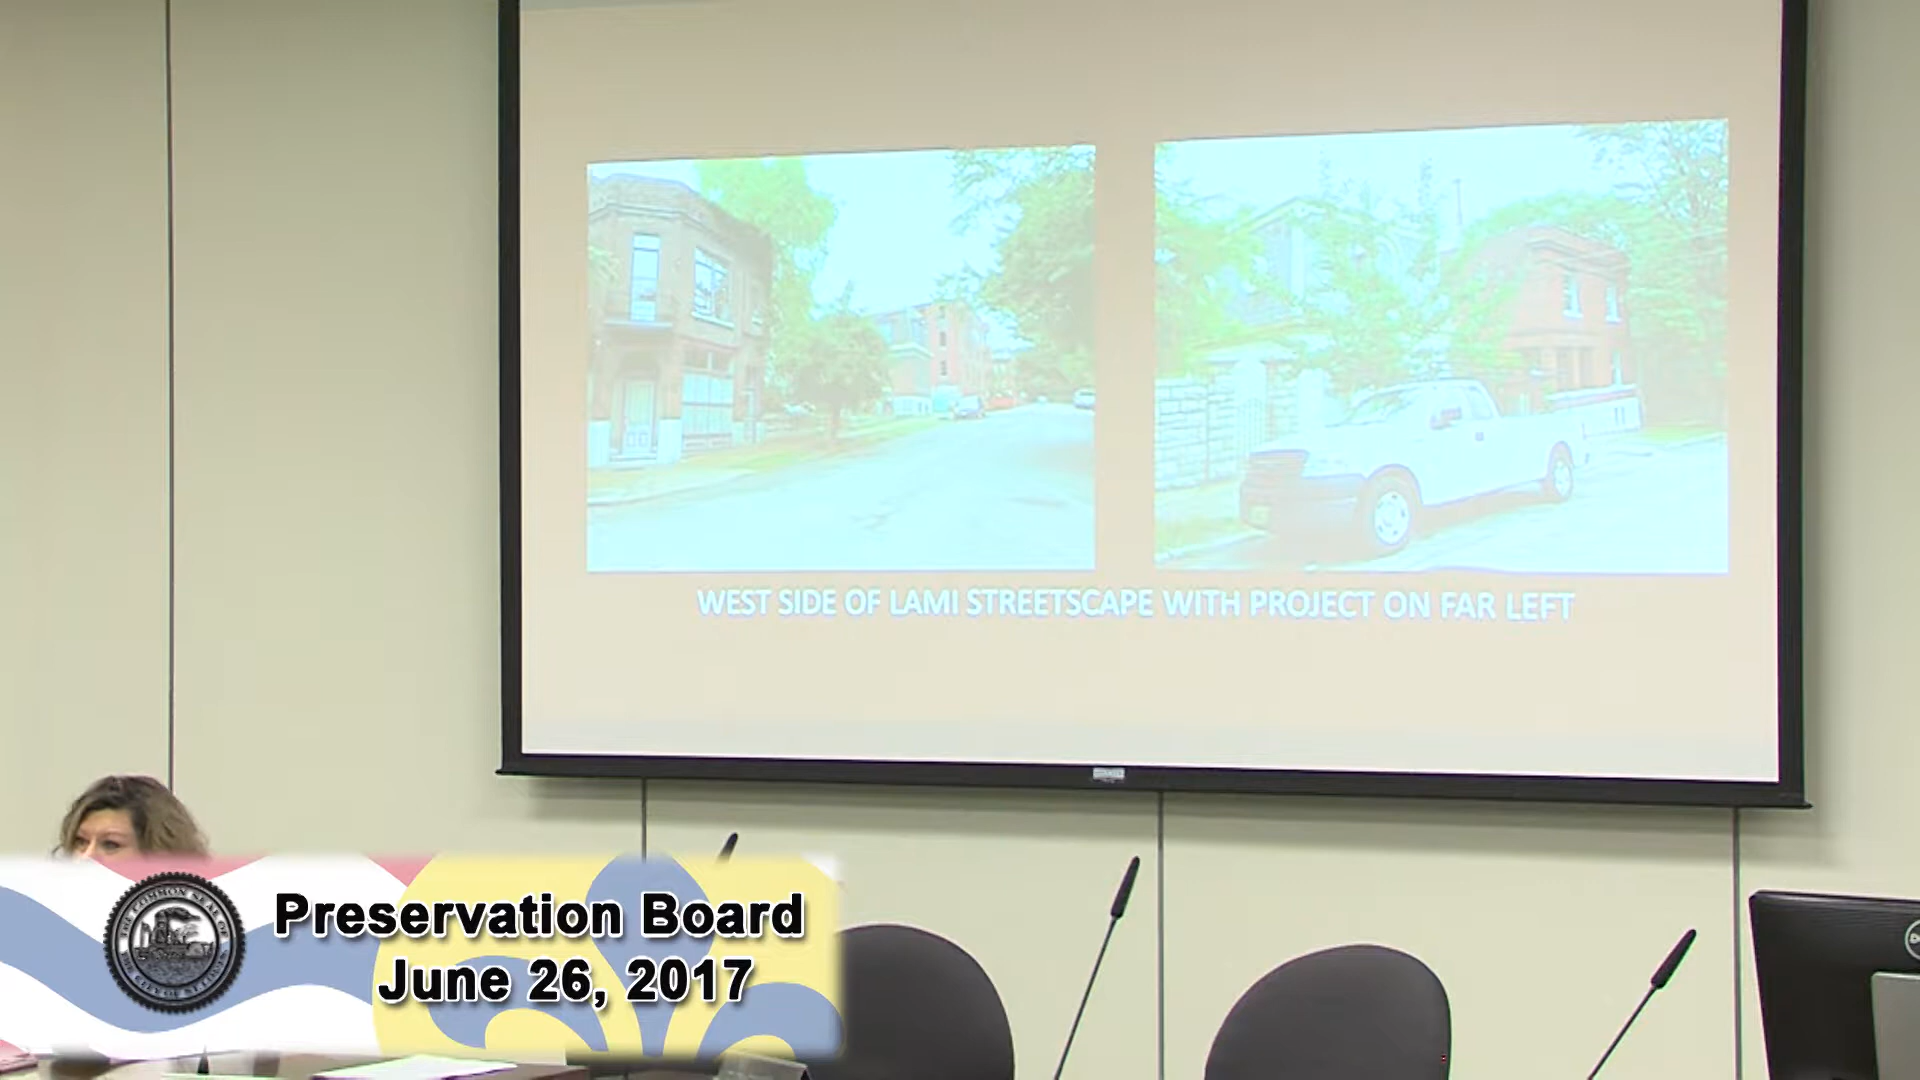 WEST SIDE OF LAMI STREETSCAPE WITH PROJECT ON FAR LEFT
Preservation Board
June 26, 2017